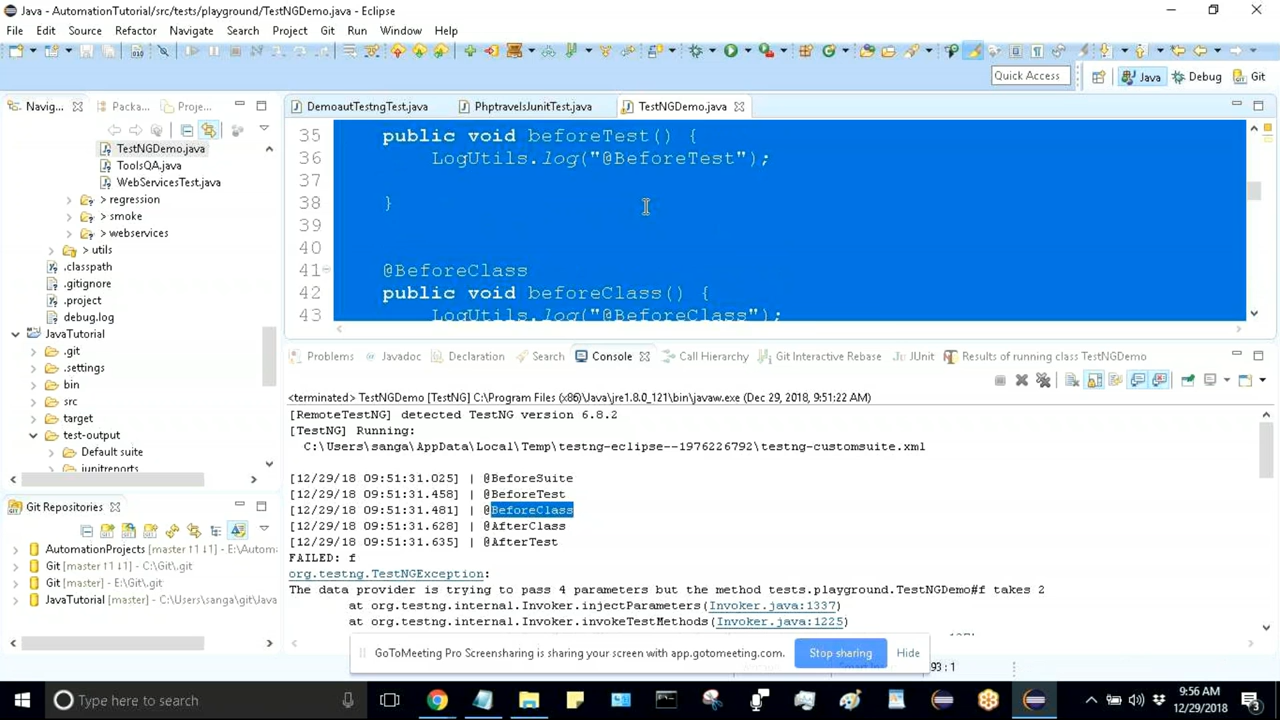 Java - AutomationTutorial/src/tests/playground/TestNGDemo.java - Eclipse
File Edit Source Refactor Navigate Search Project Git Run Window Help
Quick Access
Java
Debug
Git
Navig...
Packa...
Proje...
TestNGDemo.java
ToolsQA.java
WebServicesTest.java
> regression
> smoke
> webservices
> utils
.classpath
.gitignore
.project
debug.log
JavaTutorial
.git
.settings
bin
src
target
test-output
Default suite
junitreports
Git Repositories
AutomationProjects [master ↑1 ↓1] - E:\Autom
Git [master] - C:\Git\.git
Git [master] - E:\Git\.git
JavaTutorial [master ↑1 ↓1] - C:\Users\sanga\git\Java
DemoautTestngTest.java
PhptravelsJunitTest.java
TestNGDemo.java
35 public void beforeTest() {
36 LogUtils.log("@BeforeTest");
37
38 }
39
40
41 @BeforeClass
42 public void beforeClass() {
43 LogUtils.log("@BeforeClass");
Problems
Javadoc
Declaration
Search
Console
Call Hierarchy
Git Interactive Rebase
JUnit
Results of running class TestNGDemo
<terminated> TestNGDemo [TestNG] C:\Program Files (x86)\Java\jre1.8.0_121\bin\javaw.exe (Dec 29, 2018, 9:51:22 AM)
[RemoteTestNG] detected TestNG version 6.8.2
[TestNG] Running:
C:\Users\sanga\AppData\Local\Temp\testng-eclipse--1976226792\testng-customsuite.xml
[12/29/18 09:51:31.025] | @BeforeSuite
[12/29/18 09:51:31.458] | @BeforeTest
[12/29/18 09:51:31.481] | @BeforeClass
[12/29/18 09:51:31.628] | @AfterClass
[12/29/18 09:51:31.635] | @AfterTest
FAILED: f
org.testng.TestNGException:
The data provider is trying to pass 4 parameters but the method tests.playground.TestNGDemo#f takes 2
at org.testng.internal.Invoker.injectParameters(Invoker.java:1337)
at org.testng.internal.Invoker.invokeTestMethods(Invoker.java:1225)
GoToMeeting Pro Screensharing is sharing your screen with app.gotomeeting.com.
Stop sharing
Hide
93 : 1
Type here to search
9:56 AM
12/29/2018
3